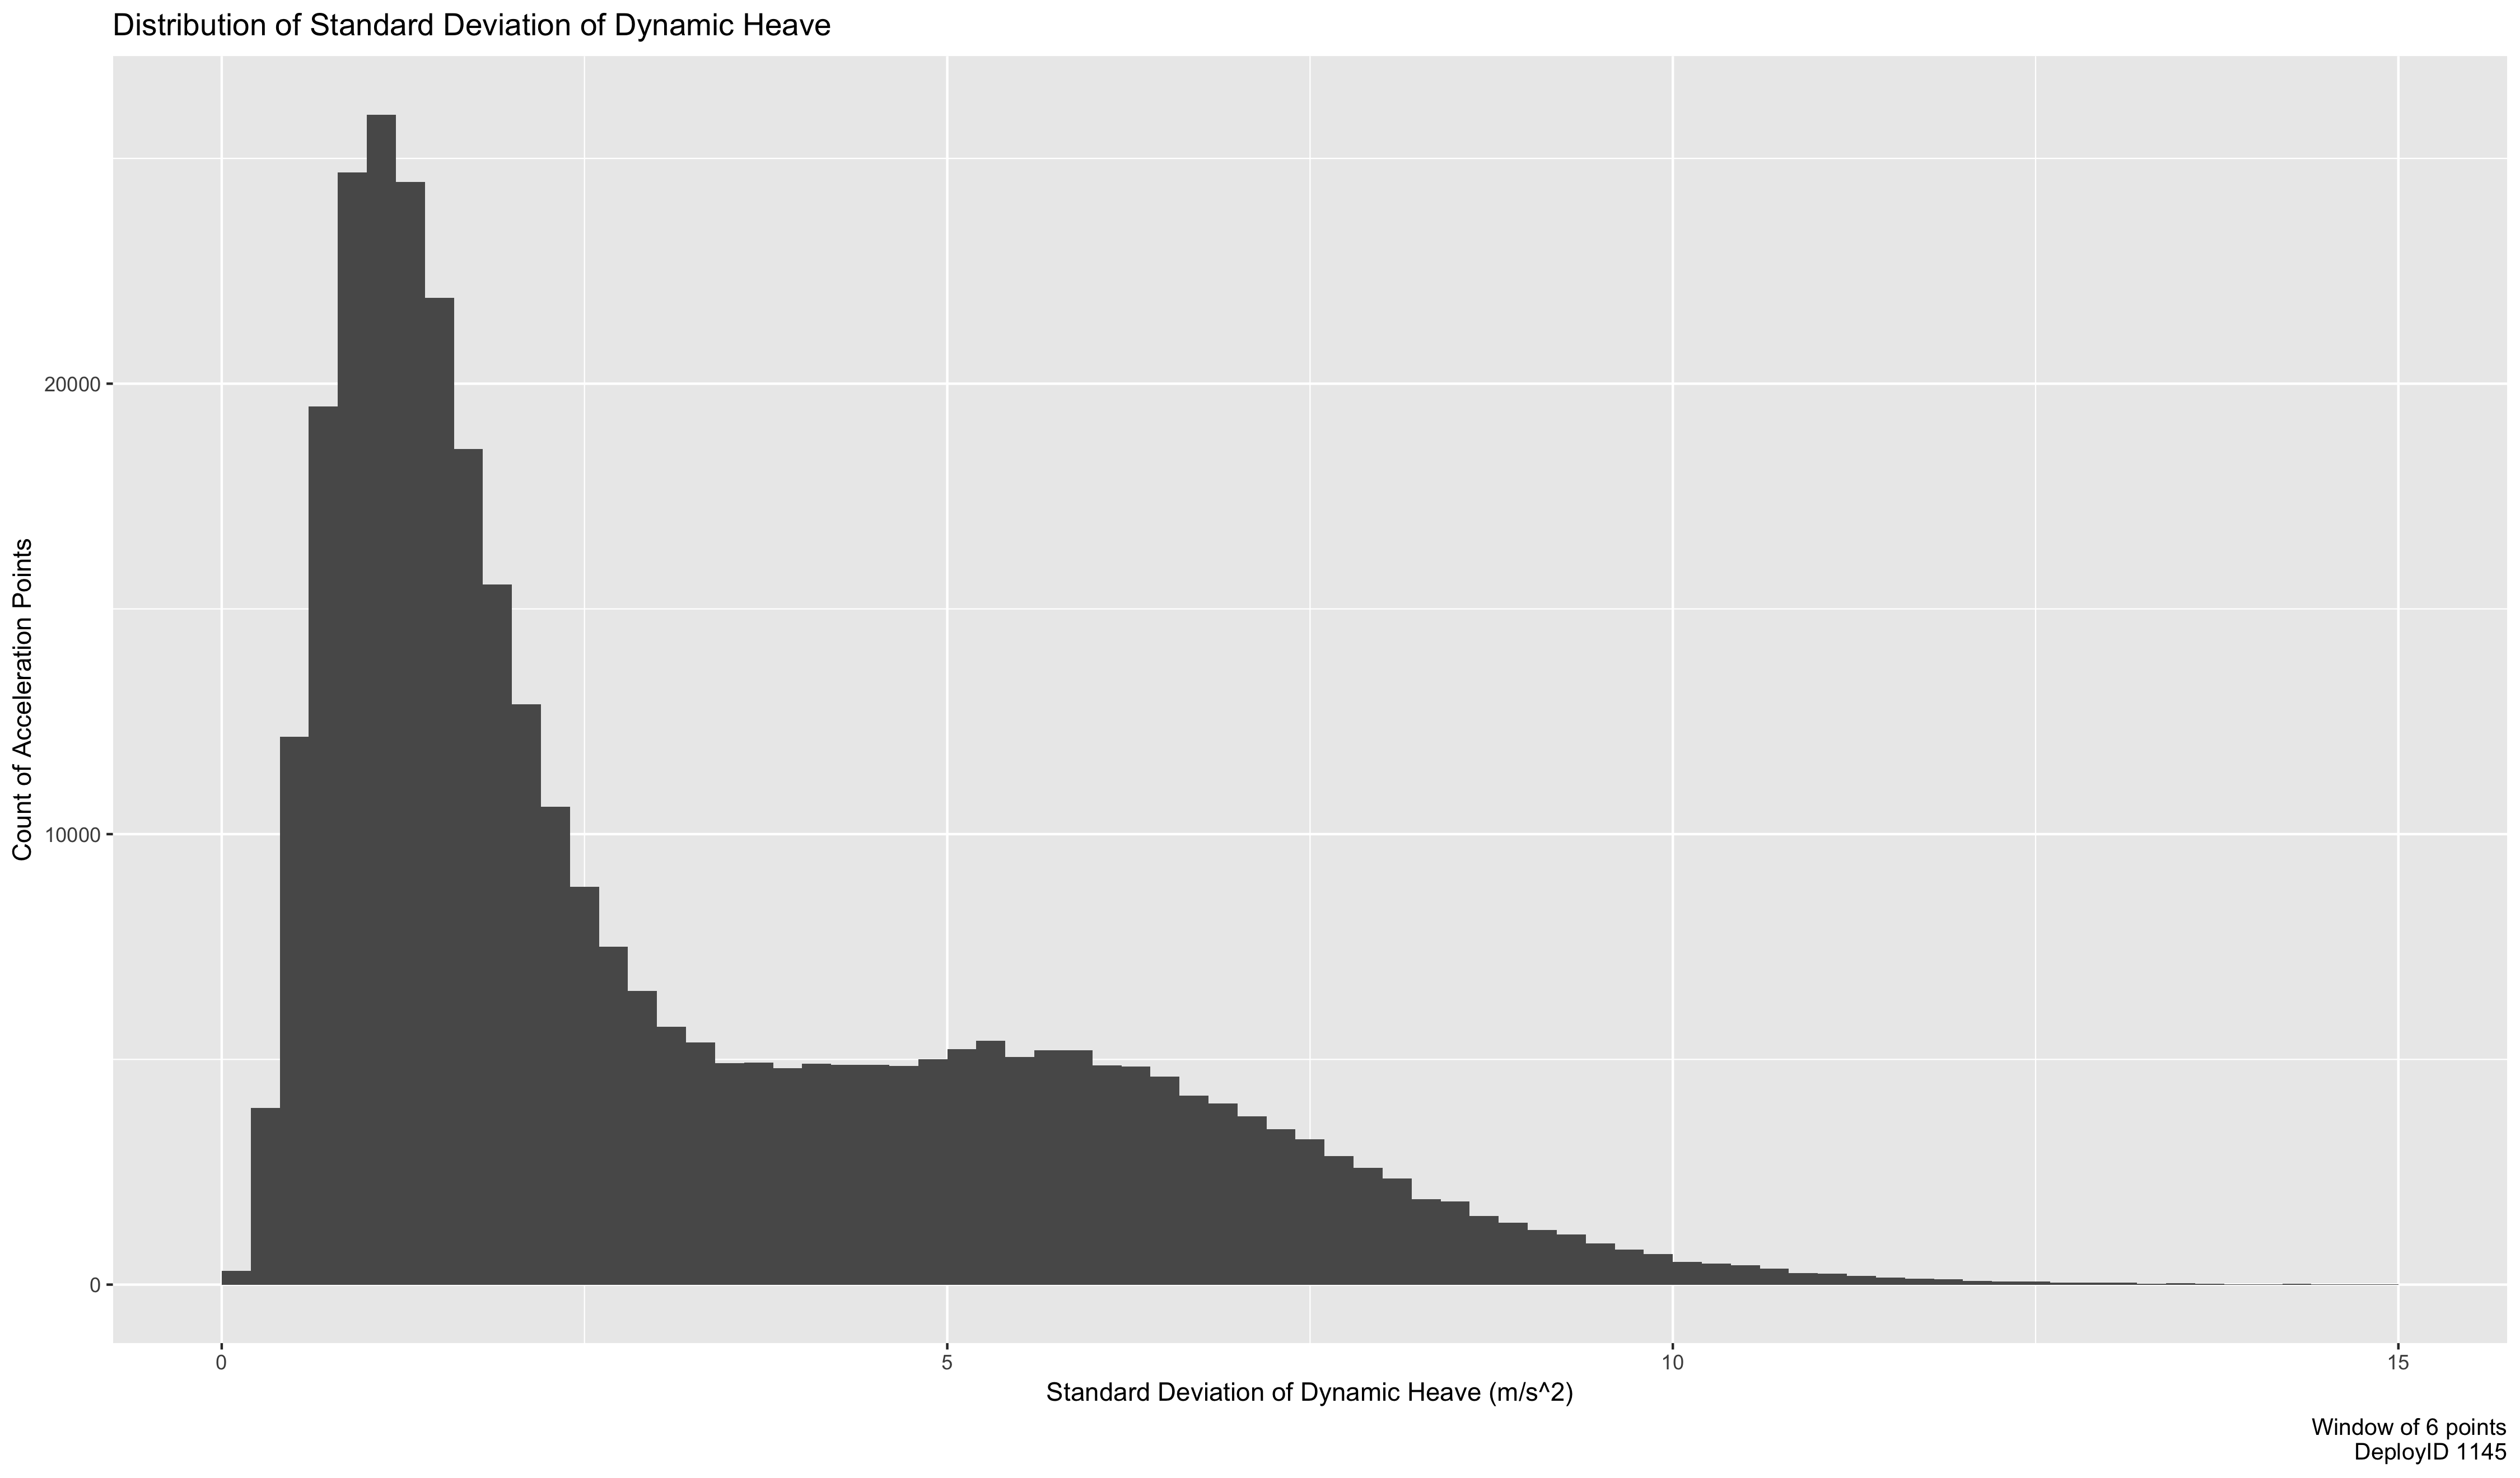 Distribution of Standard Deviation of Dynamic Heave
Count of Acceleration Points
20000
10000
0
0 5 10 15
Standard Deviation of Dynamic Heave (m/s^2)
Window of 6 points
DeployID 1145